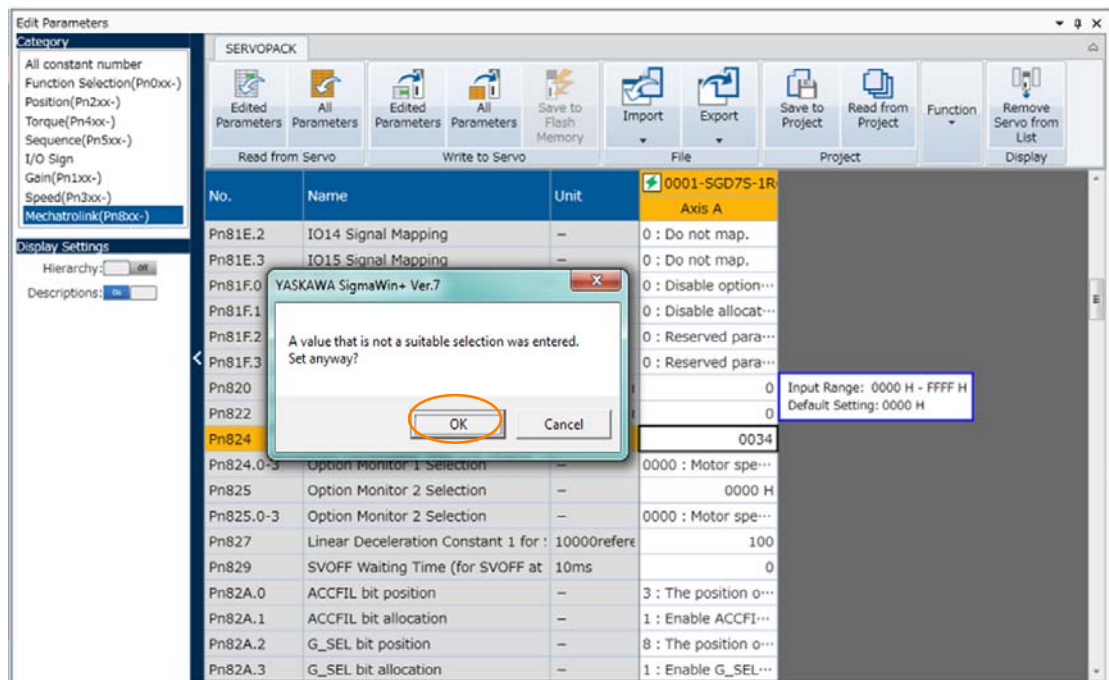 Edit Parameters
Category
All constant number
Function Selection(Pn0xx-)
Position(Pn2xx-)
Torque(Pn4xx-)
Sequence(Pn5xx-)
I/O Sign
Gain(Pn1xx-)
Speed(Pn3xx-)
Mechatrolink(Pn8xx-)
Display Settings
Hierarchy: Off
Descriptions: On
SERVOPACK
Edited Parameters
All Parameters
Read from Servo
Edited Parameters
All Parameters
Save to Flash Memory
Write to Servo
Import
Export
File
Save to Project
Read from Project
Project
Function
Remove Servo from List
Display
No. Name Unit 0001-SGD7S-1R
Axis A
Pn81E.2 IO14 Signal Mapping – 0 : Do not map.
Pn81E.3 IO15 Signal Mapping – 0 : Do not map.
Pn81F.0 0 : Disable option···
Pn81F.1 0 : Disable allocat···
Pn81F.2 0 : Reserved para···
Pn81F.3 0 : Reserved para···
Pn820 0
Pn822 0
Pn824 0034
Pn824.0-3 Option Monitor 1 Selection – 0000 : Motor spe···
Pn825 Option Monitor 2 Selection – 0000 H
Pn825.0-3 Option Monitor 2 Selection – 0000 : Motor spe···
Pn827 Linear Deceleration Constant 1 for 10000refere 100
Pn829 SVOFF Waiting Time (for SVOFF at 10ms 0
Pn82A.0 ACCFIL bit position – 3 : The position o···
Pn82A.1 ACCFIL bit allocation – 1 : Enable ACCFI···
Pn82A.2 G_SEL bit position – 8 : The position o···
Pn82A.3 G_SEL bit allocation – 1 : Enable G_SEL···
YASKAWA SigmaWin+ Ver.7
A value that is not a suitable selection was entered.
Set anyway?
OK
Cancel
Input Range: 0000 H - FFFF H
Default Setting: 0000 H